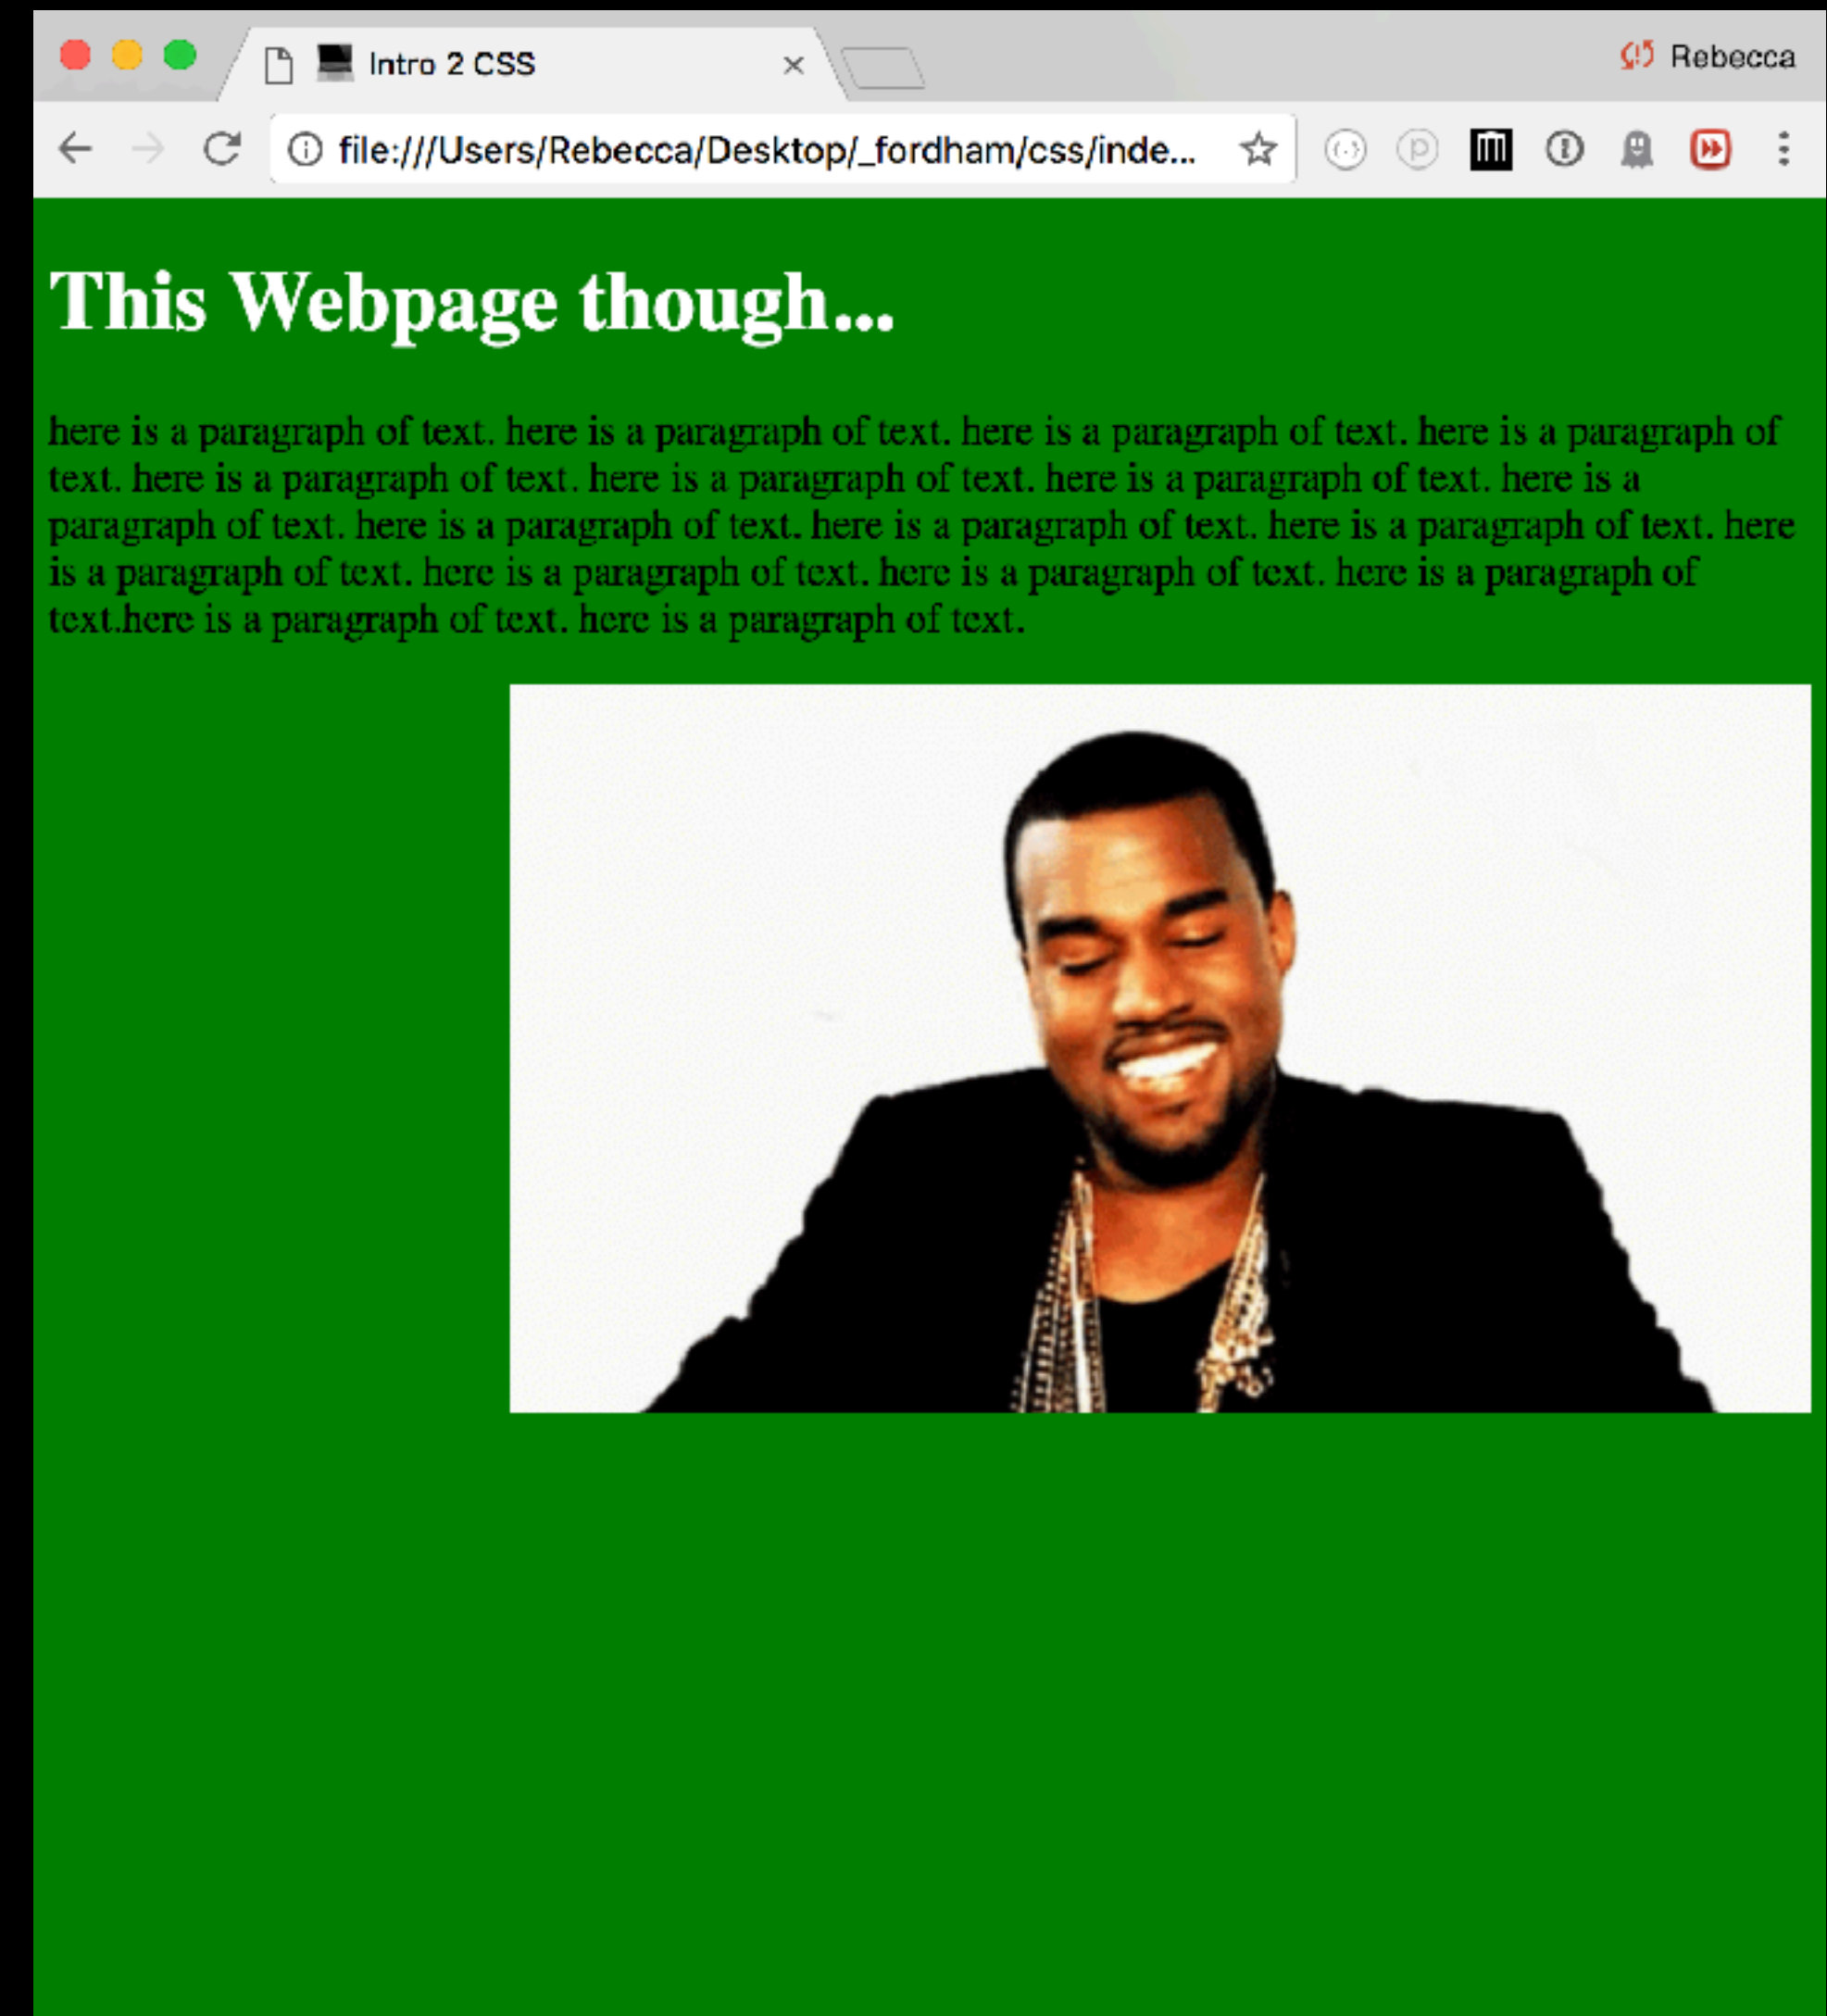 Intro 2 CSS
Rebecca
file:///Users/Rebecca/Desktop/_fordham/css/inde...
This Webpage though...
here is a paragraph of text. here is a paragraph of text. here is a paragraph of text. here is a paragraph of
text. here is a paragraph of text. here is a paragraph of text. here is a paragraph of text. here is a
paragraph of text. here is a paragraph of text. here is a paragraph of text. here is a paragraph of text. here
is a paragraph of text. here is a paragraph of text. here is a paragraph of text. here is a paragraph of
text.here is a paragraph of text. here is a paragraph of text.